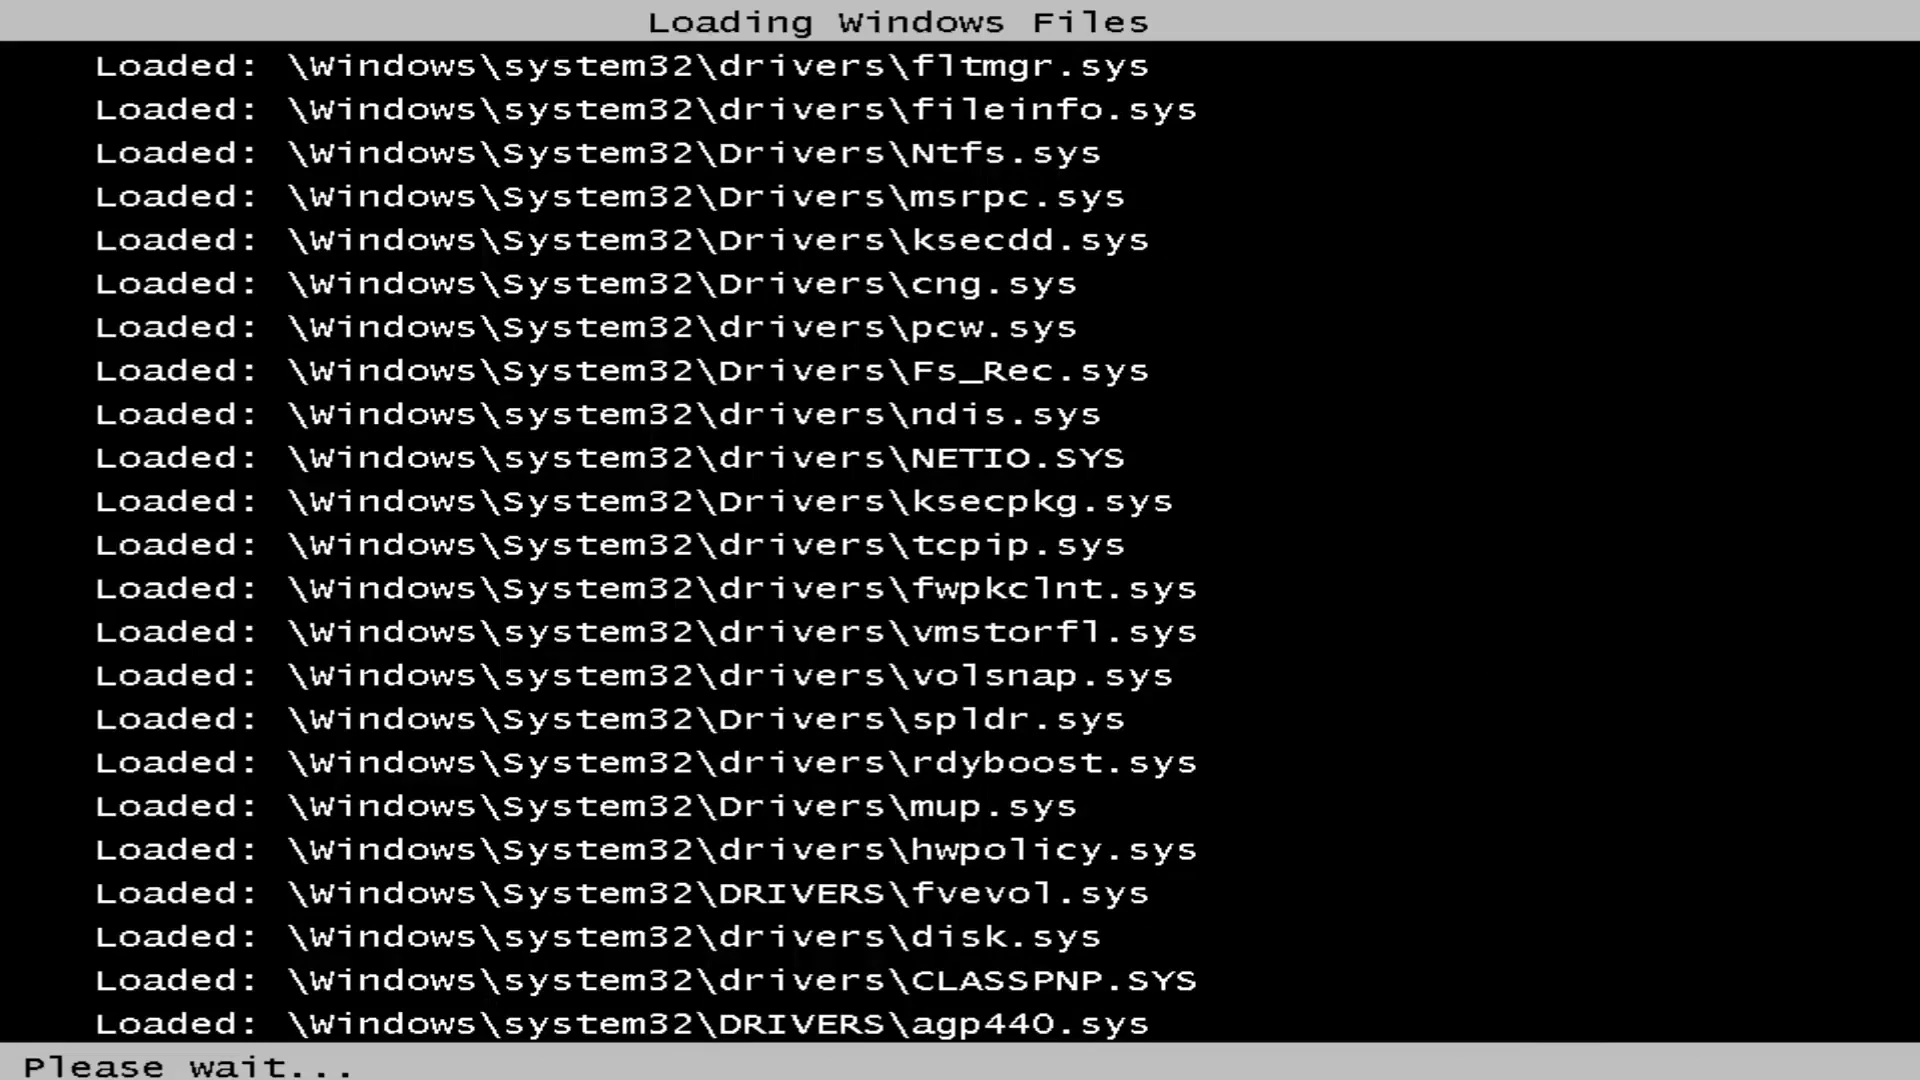 Loading Windows Files
Loaded: \Windows\system32\drivers\fltmgr.sys
Loaded: \Windows\system32\drivers\fileinfo.sys
Loaded: \Windows\System32\Drivers\Ntfs.sys
Loaded: \Windows\System32\Drivers\msrpc.sys
Loaded: \Windows\System32\Drivers\ksecdd.sys
Loaded: \Windows\System32\Drivers\cng.sys
Loaded: \Windows\System32\drivers\pcw.sys
Loaded: \Windows\System32\Drivers\Fs_Rec.sys
Loaded: \Windows\system32\drivers\ndis.sys
Loaded: \Windows\system32\drivers\NETIO.SYS
Loaded: \Windows\System32\Drivers\ksecpkg.sys
Loaded: \Windows\System32\drivers\tcpip.sys
Loaded: \Windows\System32\drivers\fwpkclnt.sys
Loaded: \Windows\system32\drivers\vmstorfl.sys
Loaded: \Windows\system32\drivers\volsnap.sys
Loaded: \Windows\System32\Drivers\spldr.sys
Loaded: \Windows\System32\drivers\rdyboost.sys
Loaded: \Windows\System32\Drivers\mup.sys
Loaded: \Windows\System32\drivers\hwpolicy.sys
Loaded: \Windows\System32\DRIVERS\fvevol.sys
Loaded: \Windows\system32\drivers\disk.sys
Loaded: \Windows\system32\drivers\CLASSPNP.SYS
Loaded: \Windows\system32\DRIVERS\agp440.sys
Please wait...